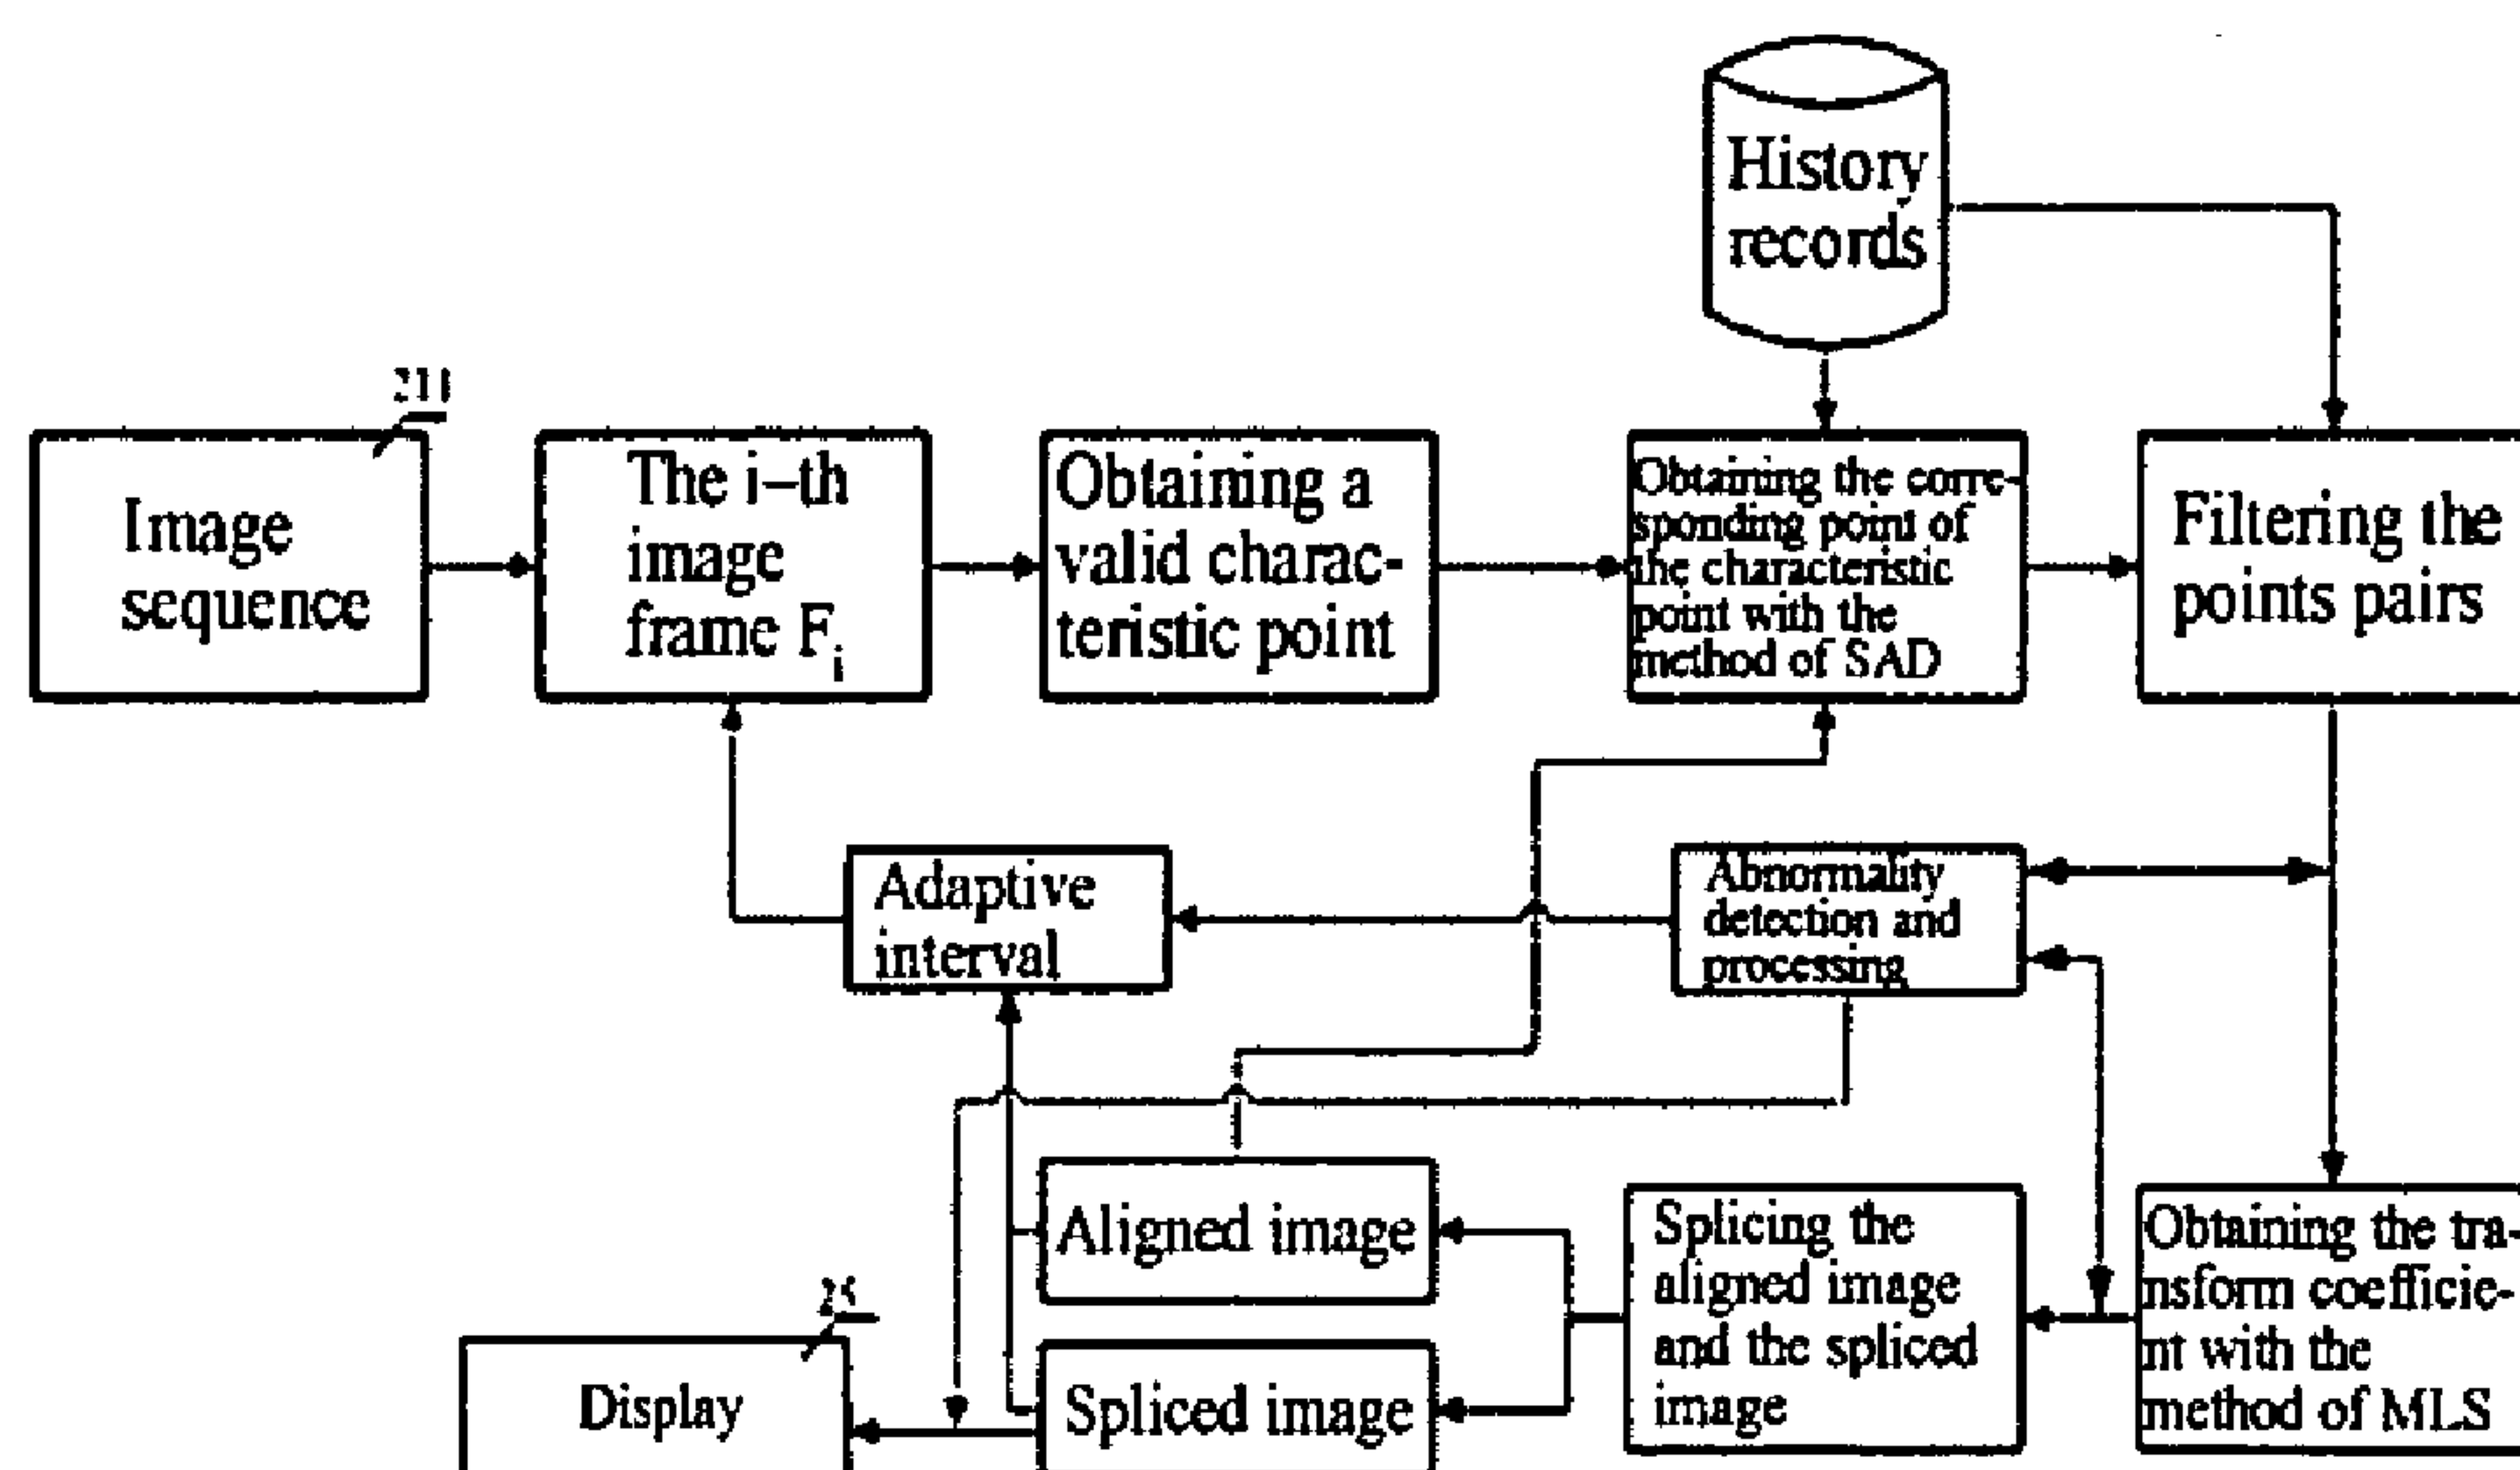 History
records
Image
sequence
The i–th
image
frame Fi
Obtaining a
valid charac-
teristic point
Obtaining the corre-
sponding point of
the characteristic
point with the
method of SAD
Filtering the
points pairs
Adaptive
interval
Abnormality
detection and
processing
Aligned image
Splicing the
aligned image
and the spliced
image
Obtaining the tra-
nsform coefficie-
nt with the
method of MLS
Display
Spliced image